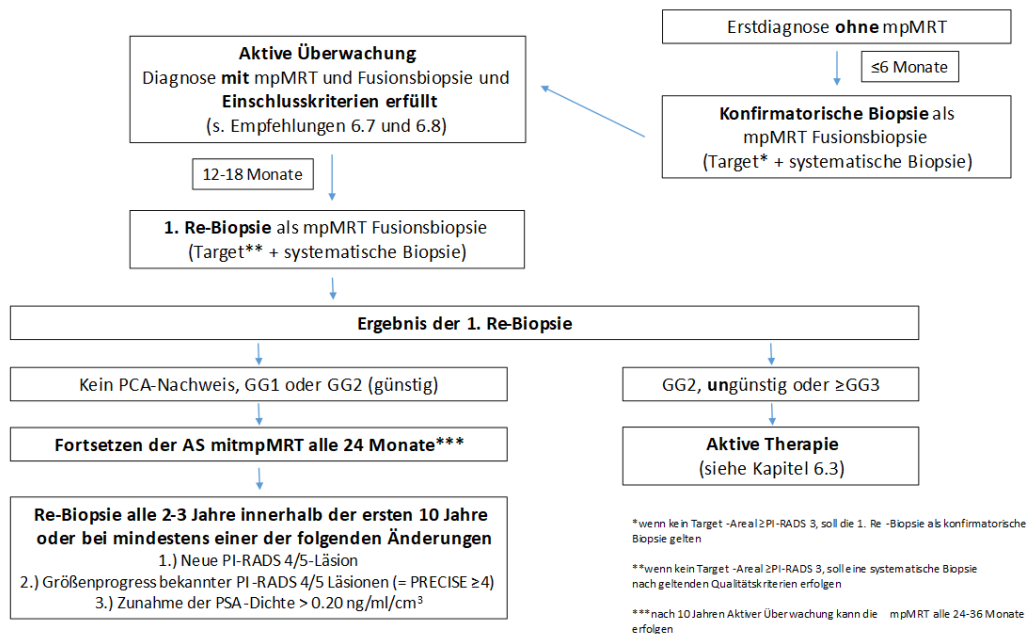 Erstdiagnose ohne mpMRT
≤6 Monate
Konfirmatorische Biopsie als
mpMRT Fusionsbiopsie
(Target* + systematische Biopsie)
Aktive Überwachung
Diagnose mit mpMRT und Fusionsbiopsie und
Einschlusskriterien erfüllt
(s. Empfehlungen 6.7 und 6.8)
12-18 Monate
1. Re-Biopsie als mpMRT Fusionsbiopsie
(Target** + systematische Biopsie)
Ergebnis der 1. Re-Biopsie
Kein PCA-Nachweis, GG1 oder GG2 (günstig)
Fortsetzen der AS mitmpMRT alle 24 Monate***
Re-Biopsie alle 2-3 Jahre innerhalb der ersten 10 Jahre
oder bei mindestens einer der folgenden Änderungen
1.) Neue PI-RADS 4/5-Läsion
2.) Größenprogress bekannter PI-RADS 4/5 Läsionen (= PRECISE ≥4)
3.) Zunahme der PSA-Dichte > 0.20 ng/ml/cm³
GG2, ungünstig oder ≥GG3
Aktive Therapie
(siehe Kapitel 6.3)
*wenn kein Target -Areal ≥PI-RADS 3, soll die 1. Re -Biopsie als konfirmatorische
Biopsie gelten
**wenn kein Target -Areal ≥PI-RADS 3, soll eine systematische Biopsie
nach geltenden Qualitätskriterien erfolgen
***nach 10 Jahren Aktiver Überwachung kann die mpMRT alle 24-36 Monate
erfolgen